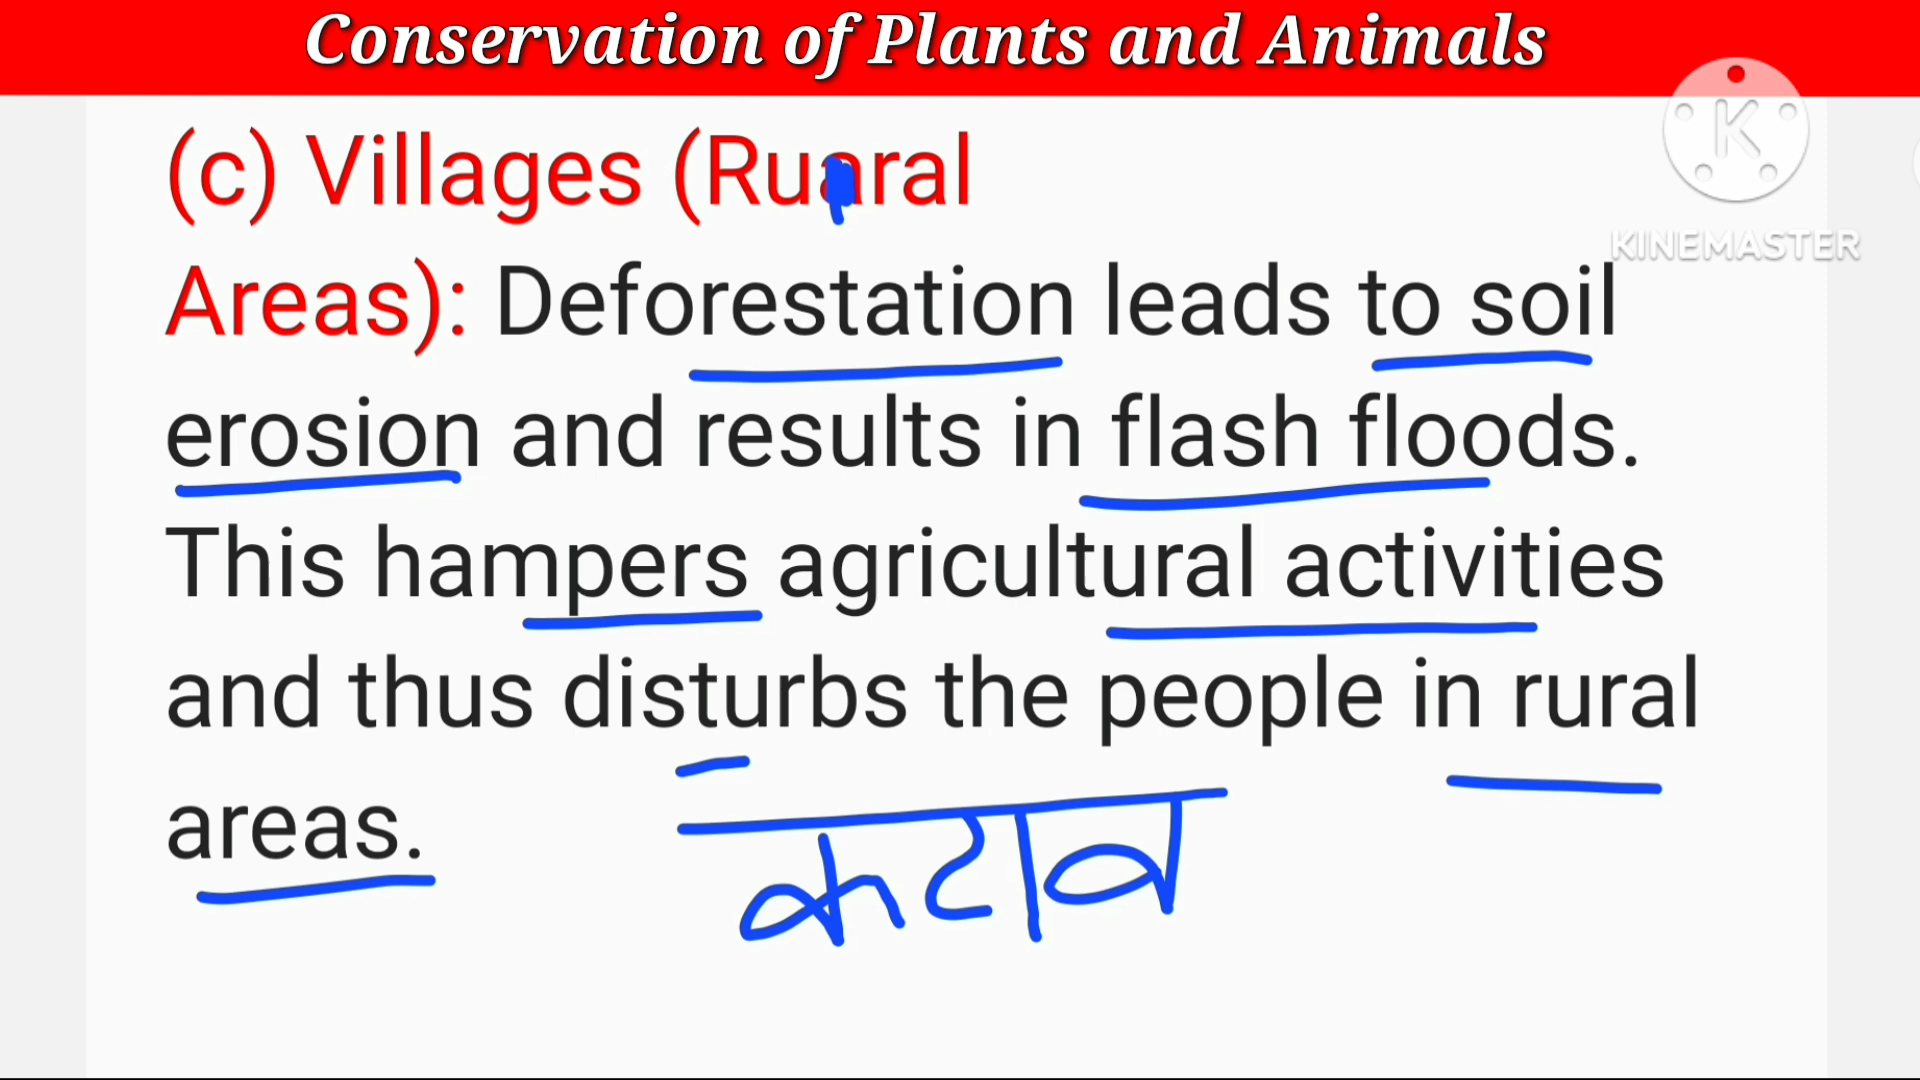 Conservation of Plants and Animals
(c) Villages (Ruaral
Areas): Deforestation leads to soil
erosion and results in flash floods.
This hampers agricultural activities
and thus disturbs the people in rural
areas.
कटाव
K
KINEMASTER